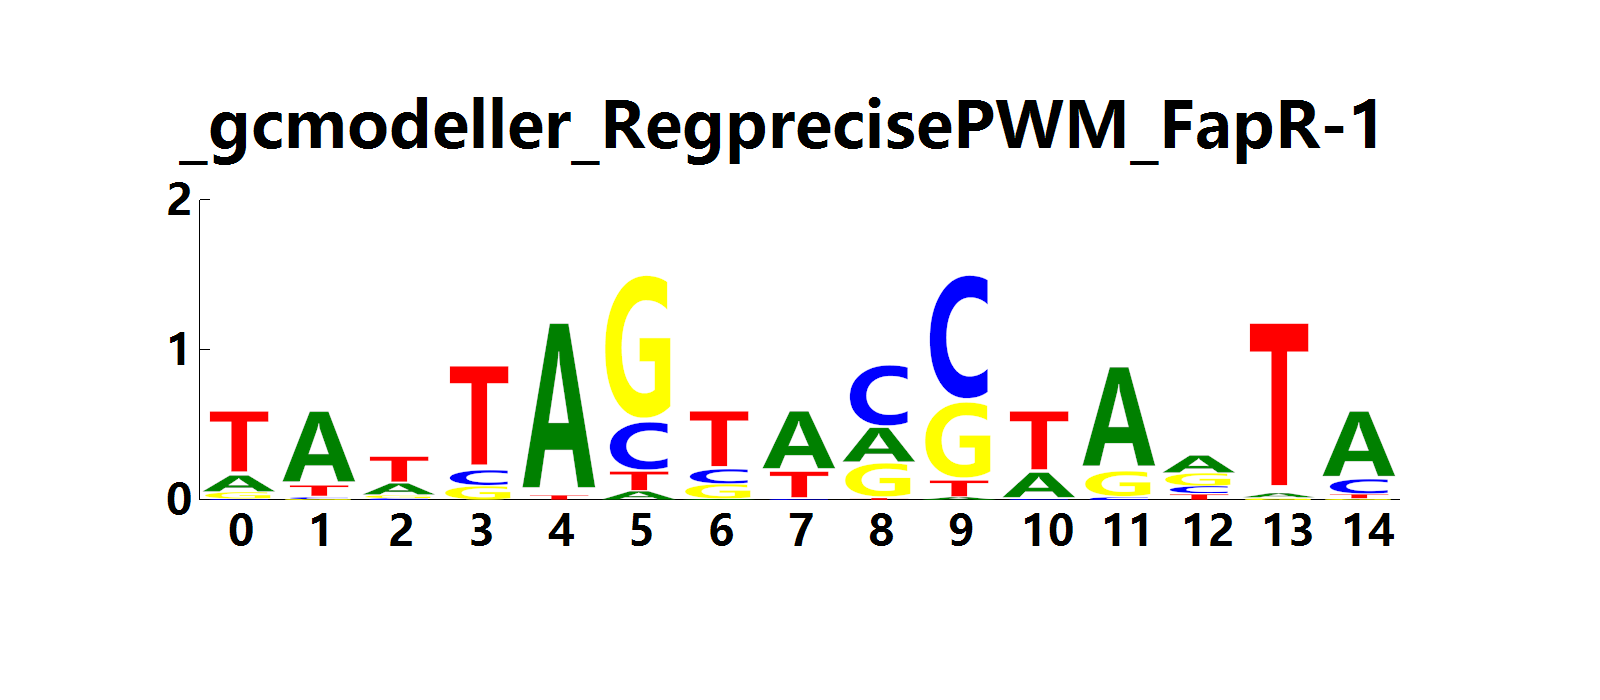 _gcmodeller_RegprecisePWM_FapR-1
2
1
0
T A T T A G T A C C T A A T A
A T A C T C C T A G A G G A C
G C C G T G G T C C T
A T A T
0 1 2 3 4 5 6 7 8 9 10 11 12 13 14